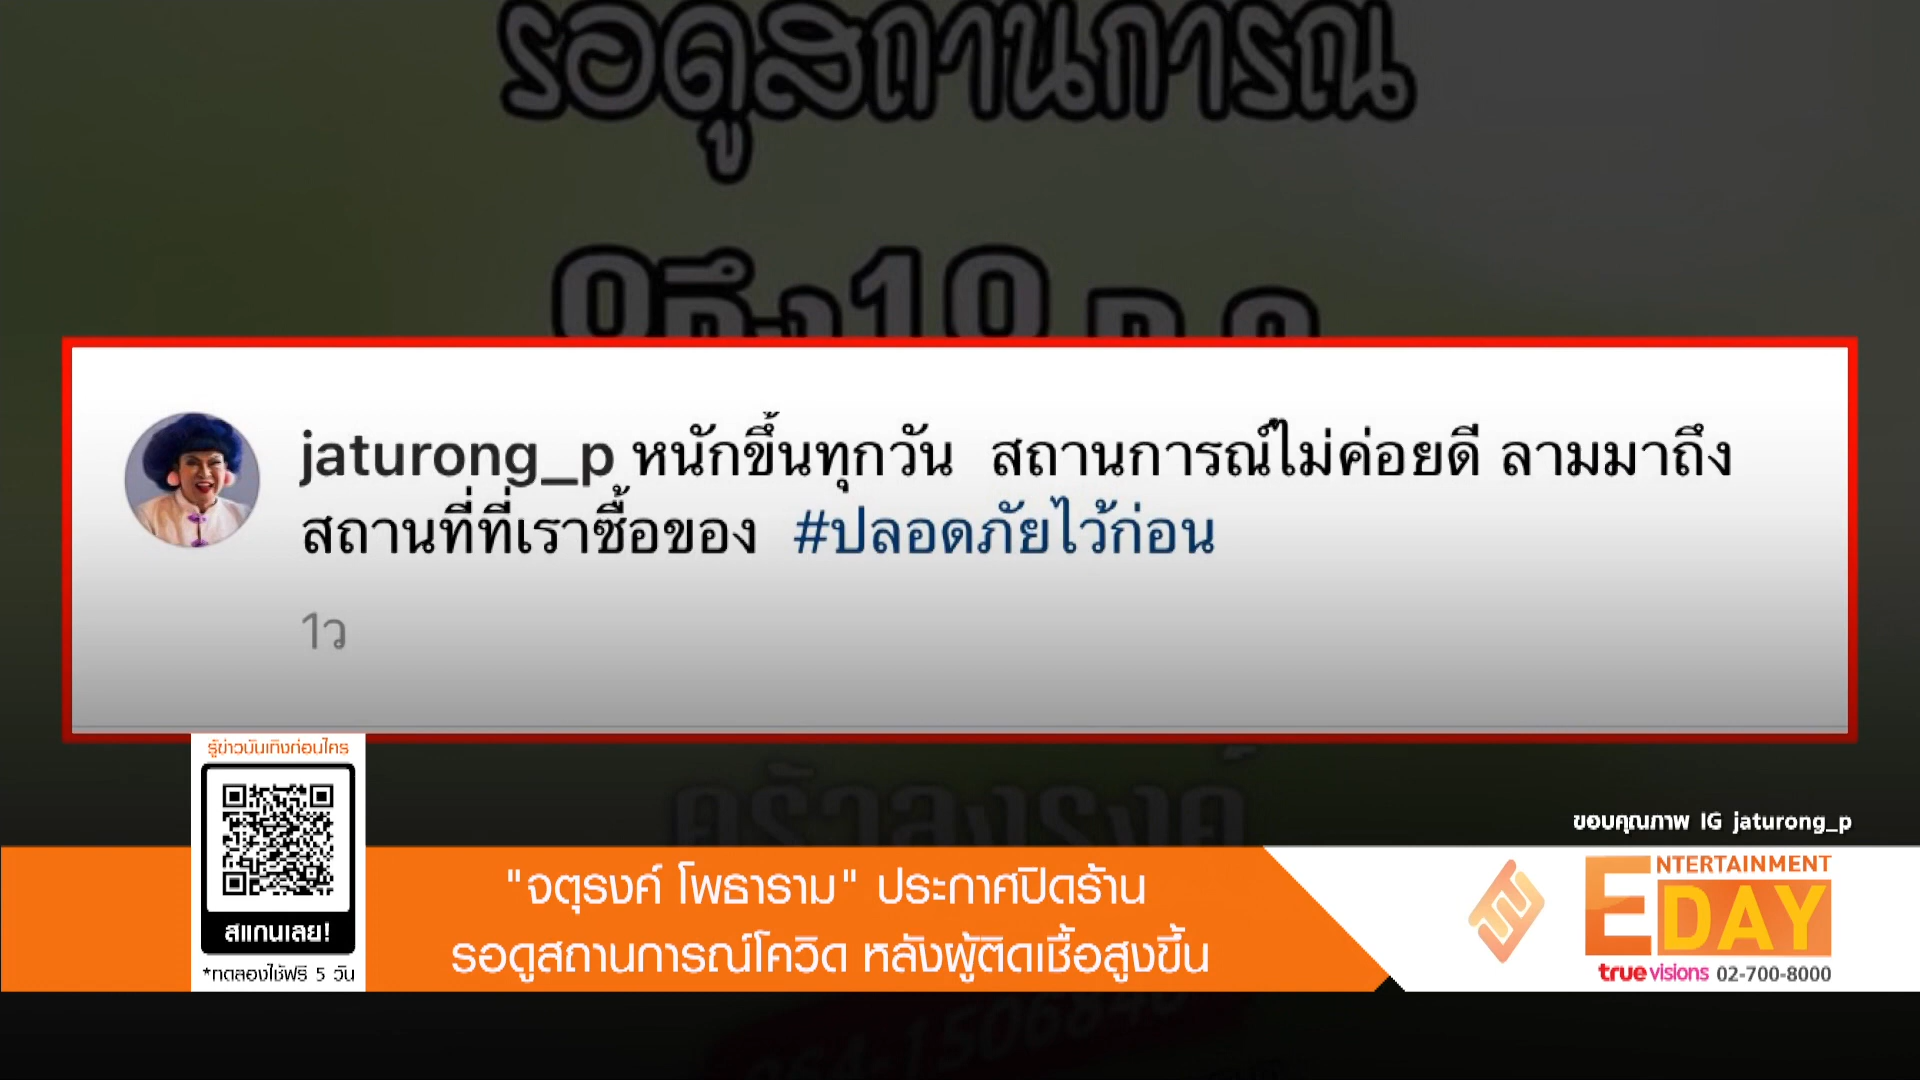 รอดูสถานการณ์
jaturong_p หนักขึ้นทุกวัน สถานการณ์ไม่ค่อยดี ลามมาถึง
สถานที่ที่เราซื้อของ #ปลอดภัยไว้ก่อน
1ว
รู้ข่าวบันเทิงก่อนใคร
สแกนเลย!
*ทดลองใช้ฟรี 5 วัน
ขอบคุณภาพ IG jaturong_p
"จตุรงค์ โพธาราม" ประกาศปิดร้าน
รอดูสถานการณ์โควิด หลังผู้ติดเชื้อสูงขึ้น
ENTERTAINMENT
DAY
truevisions 02-700-8000